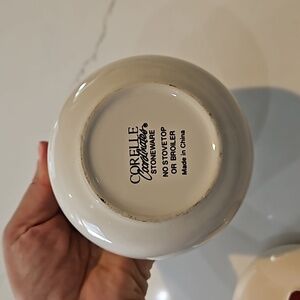 CORELLE
Coordinates®
STONEWARE
NO STOVETOP
OR BROILER
Made in China